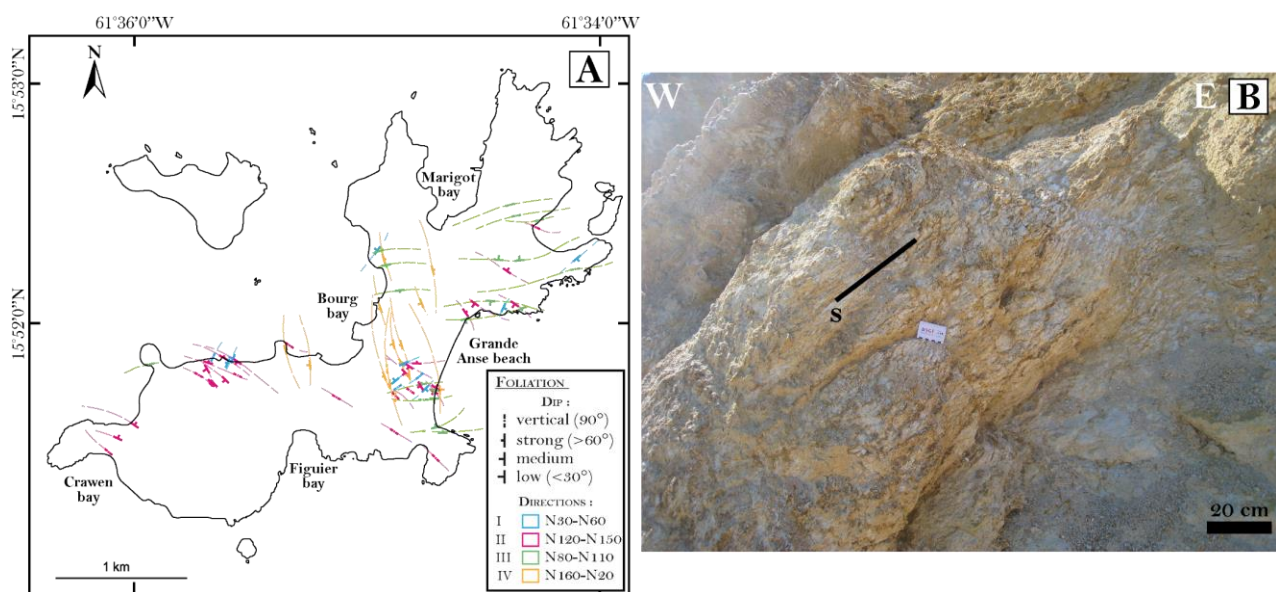 61°36'0"W
61°34'0"W
15°53'0"N
15°52'0"N
N
A
Marigot
bay
Bourg
bay
Grande
Anse beach
Figuier
bay
Crawen
bay
1 km
FOLIATION
DIP :
vertical (90°)
strong (>60°)
medium
low (<30°)
DIRECTIONS :
I N30-N60
II N120-N150
III N80-N110
IV N160-N20
W
E
B
S
20 cm